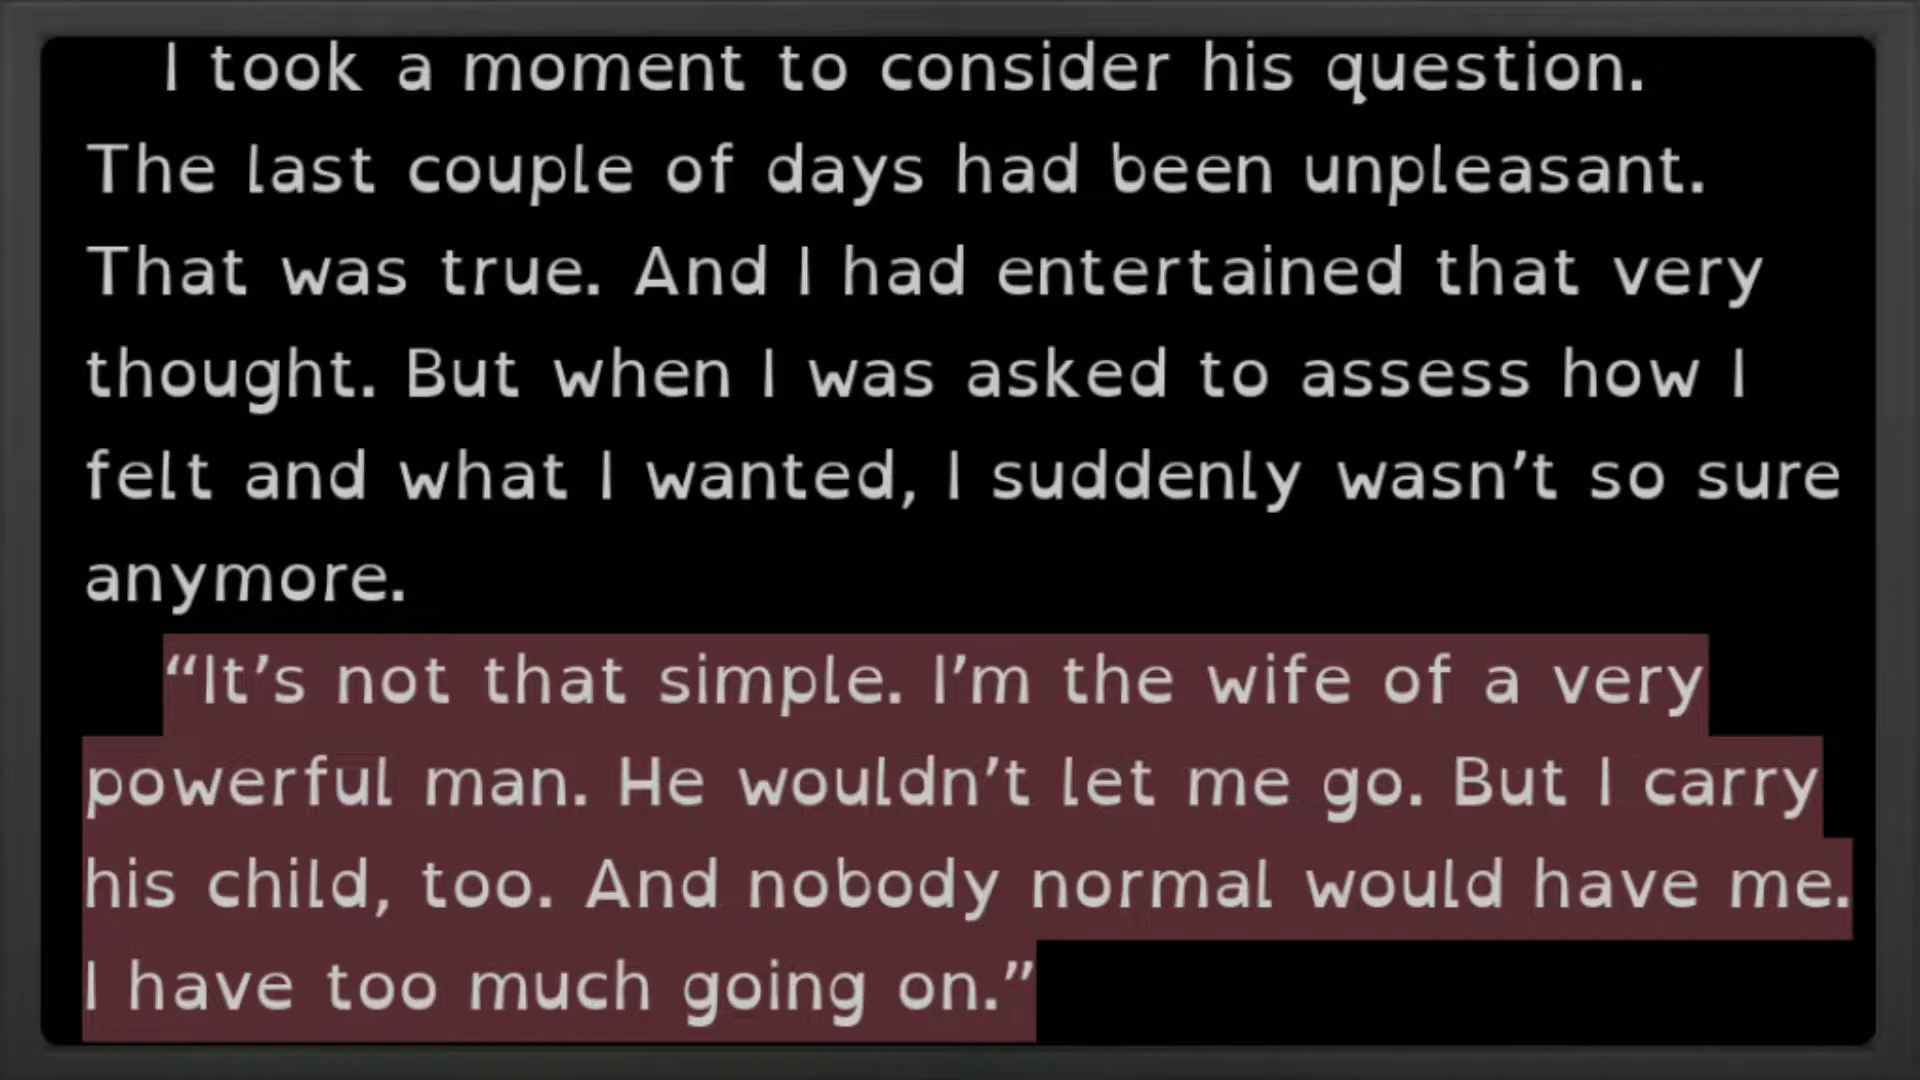 I took a moment to consider his question.
The last couple of days had been unpleasant.
That was true. And I had entertained that very
thought. But when I was asked to assess how I
felt and what I wanted, I suddenly wasn’t so sure
anymore.
“It’s not that simple. I’m the wife of a very
powerful man. He wouldn’t let me go. But I carry
his child, too. And nobody normal would have me.
I have too much going on.”